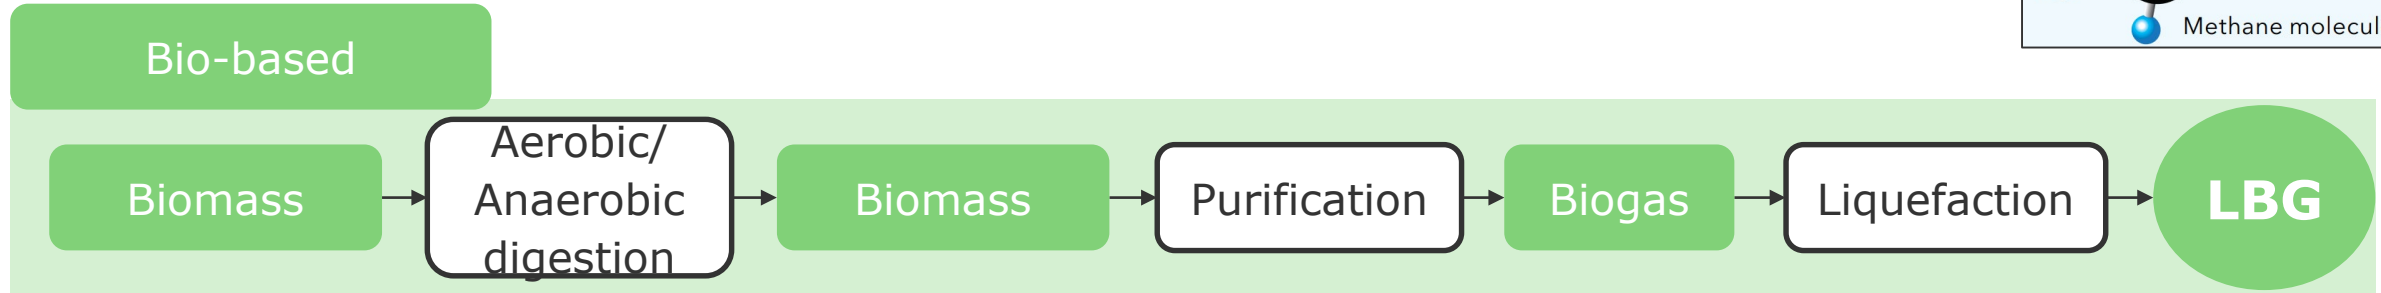 Methane molecul
Bio-based
Biomass
Aerobic/
Anaerobic
digestion
Biomass
Purification
Biogas
Liquefaction
LBG